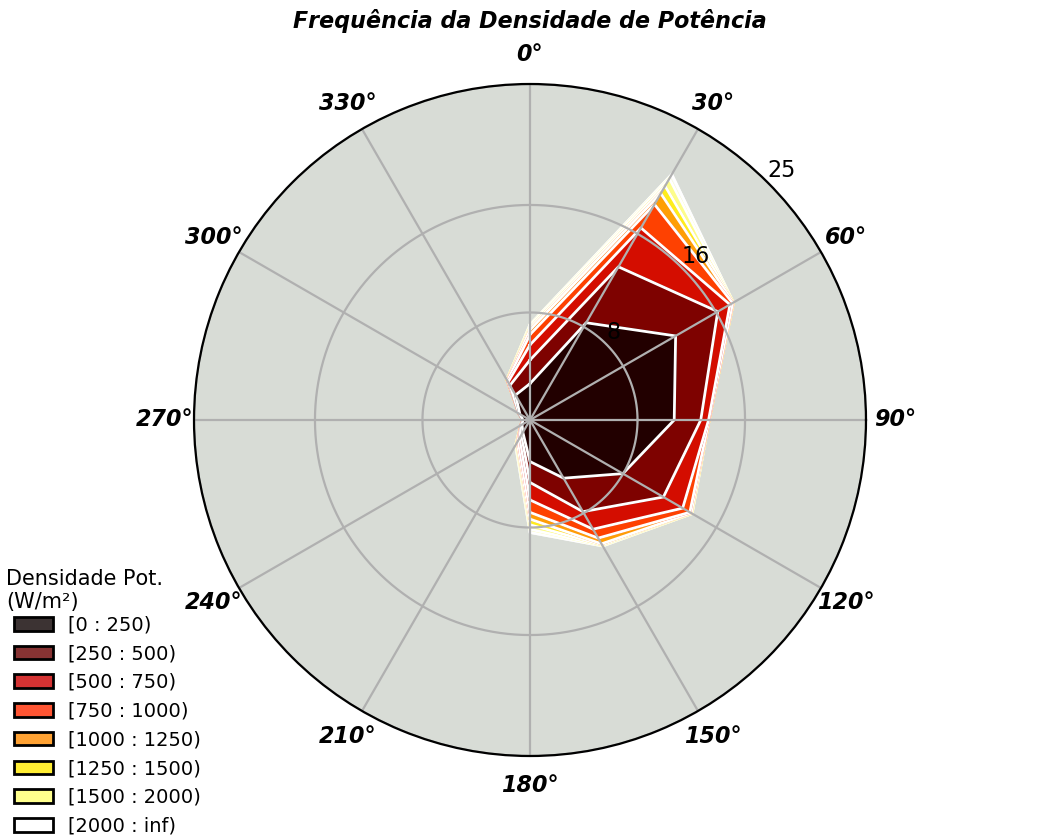 Frequência da Densidade de Potência
0°
330°
30°
25
300°
60°
16
8
270°
90°
240°
120°
210°
150°
180°
Densidade Pot.
(W/m²)
[0 : 250)
[250 : 500)
[500 : 750)
[750 : 1000)
[1000 : 1250)
[1250 : 1500)
[1500 : 2000)
[2000 : inf)